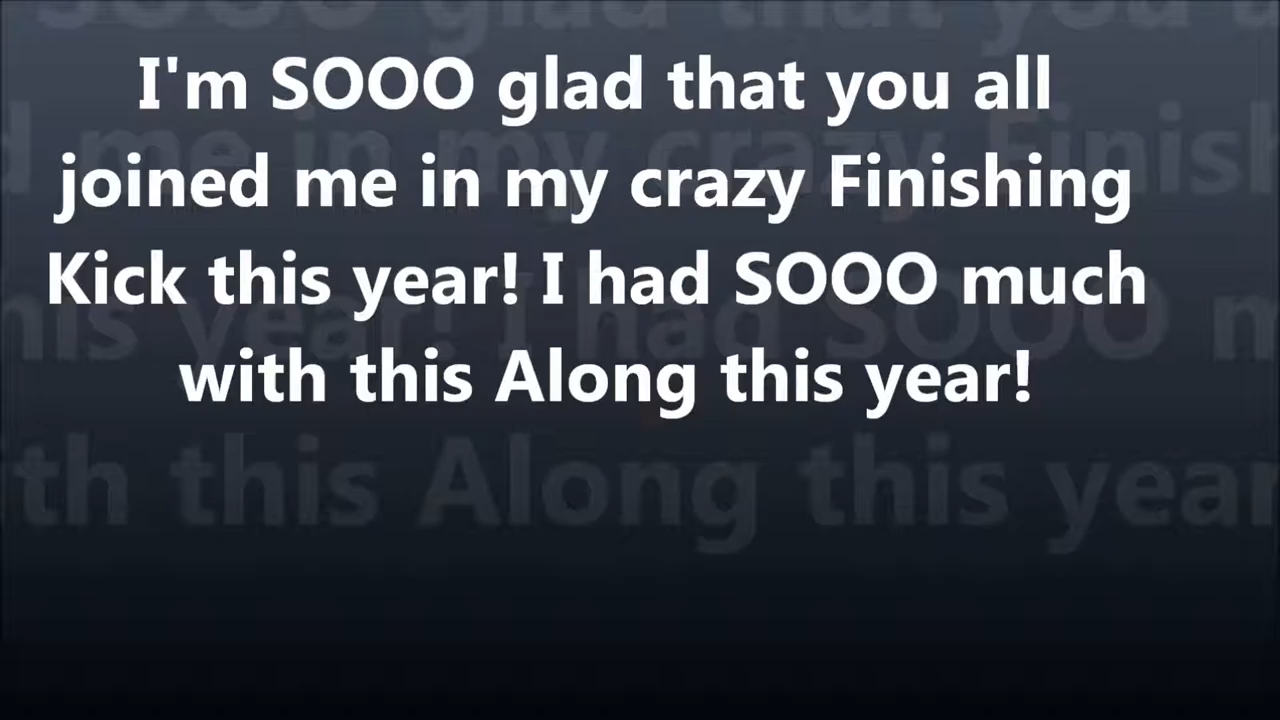 I'm SOOO glad that you all
joined me in my crazy Finishing
Kick this year! I had SOOO much
with this Along this year!